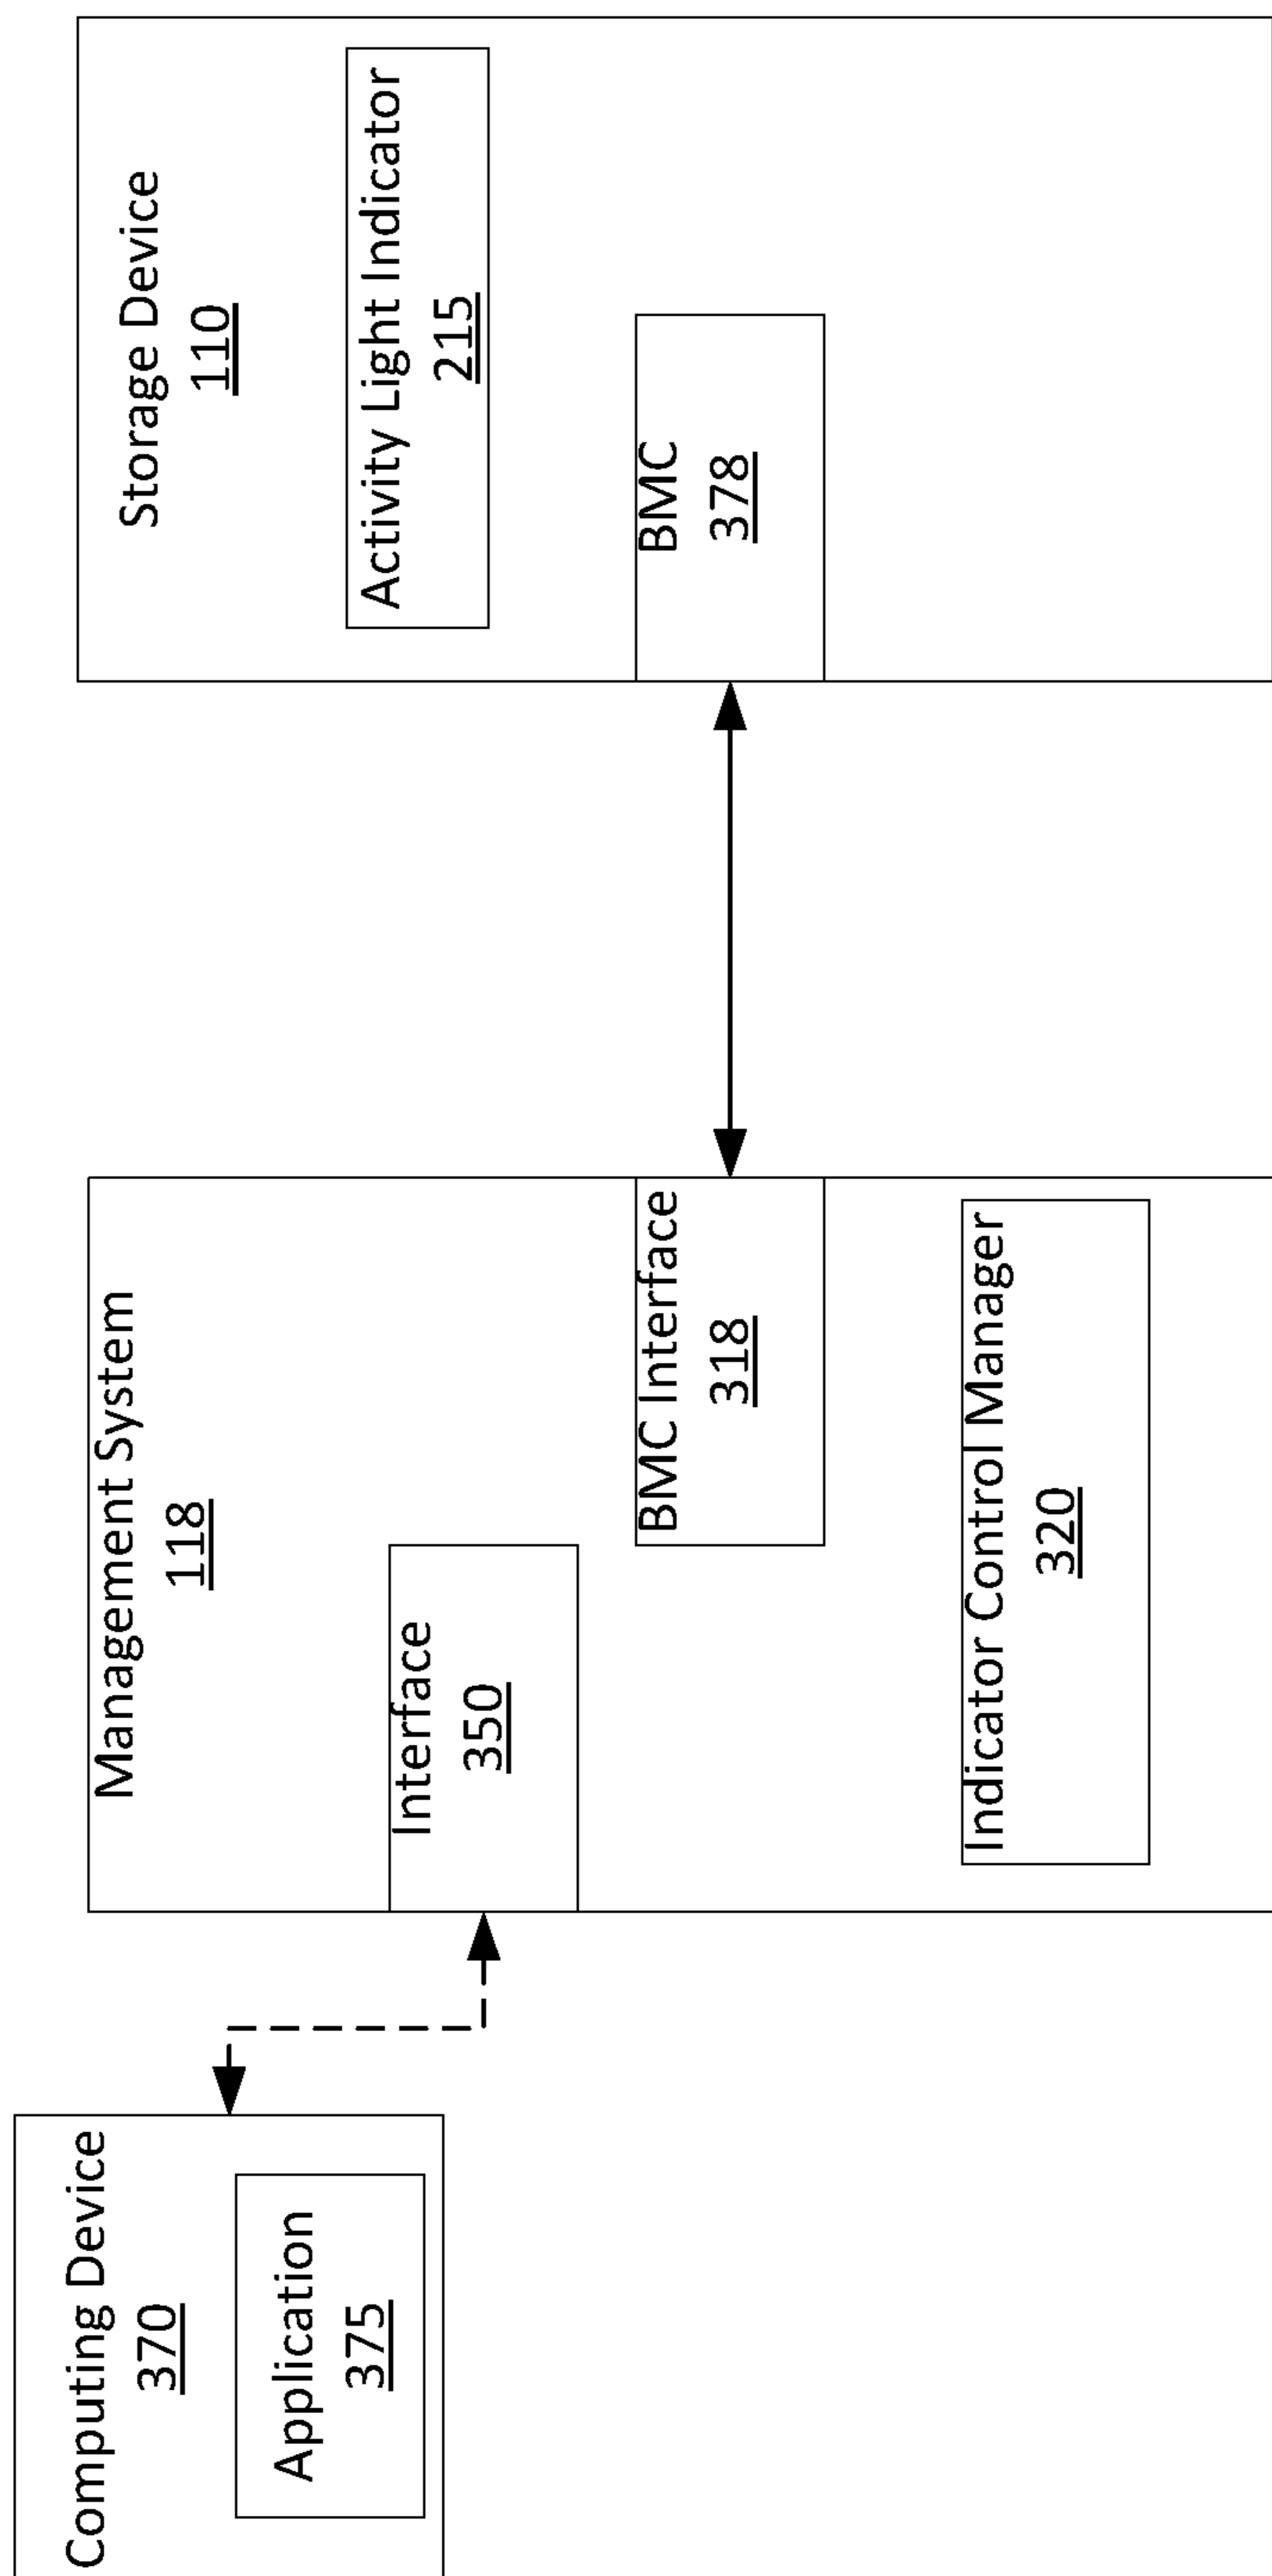 Computing Device
370
Application
375
Management System
118
Interface
350
BMC Interface
318
Indicator Control Manager
320
Storage Device
110
Activity Light Indicator
215
BMC
378